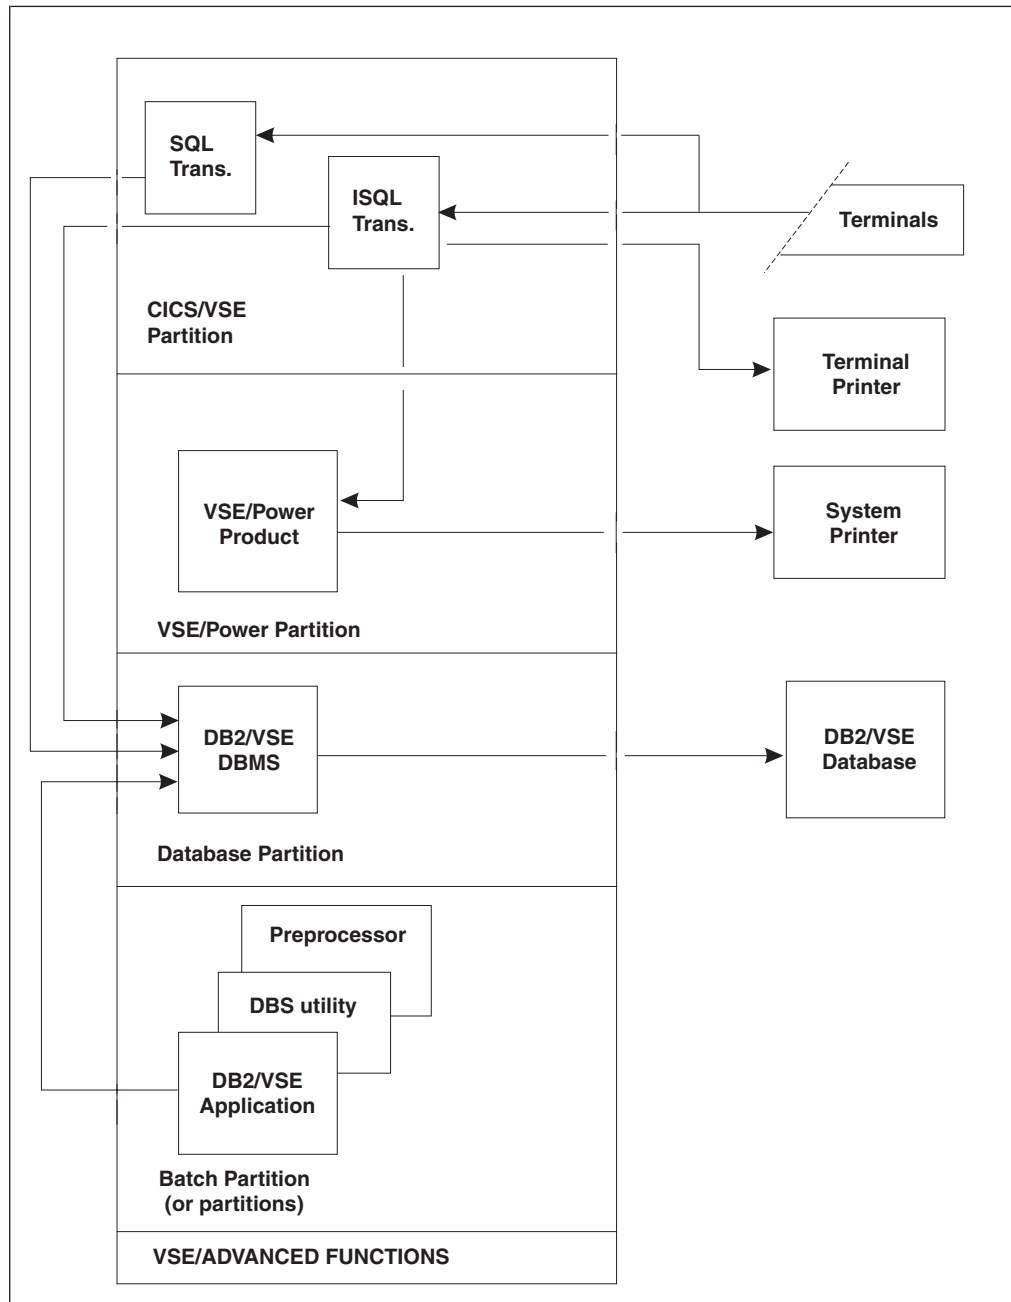 SQL
Trans.
ISQL
Trans.
Terminals
CICS/VSE
Partition
Terminal
Printer
VSE/Power
Product
System
Printer
VSE/Power Partition
DB2/VSE
DBMS
DB2/VSE
Database
Database Partition
Preprocessor
DBS utility
DB2/VSE
Application
Batch Partition
(or partitions)
VSE/ADVANCED FUNCTIONS